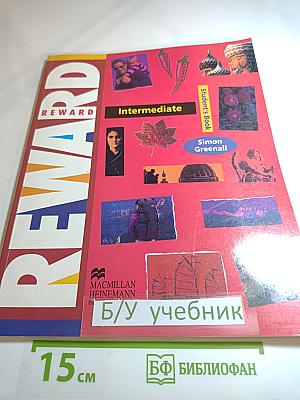 REWARD
REWARD
Intermediate
Student's Book
Simon
Greenall
MACMILLAN
HEINEMANN
Б/У учебник
15 см
БФ БИБЛИОФАН